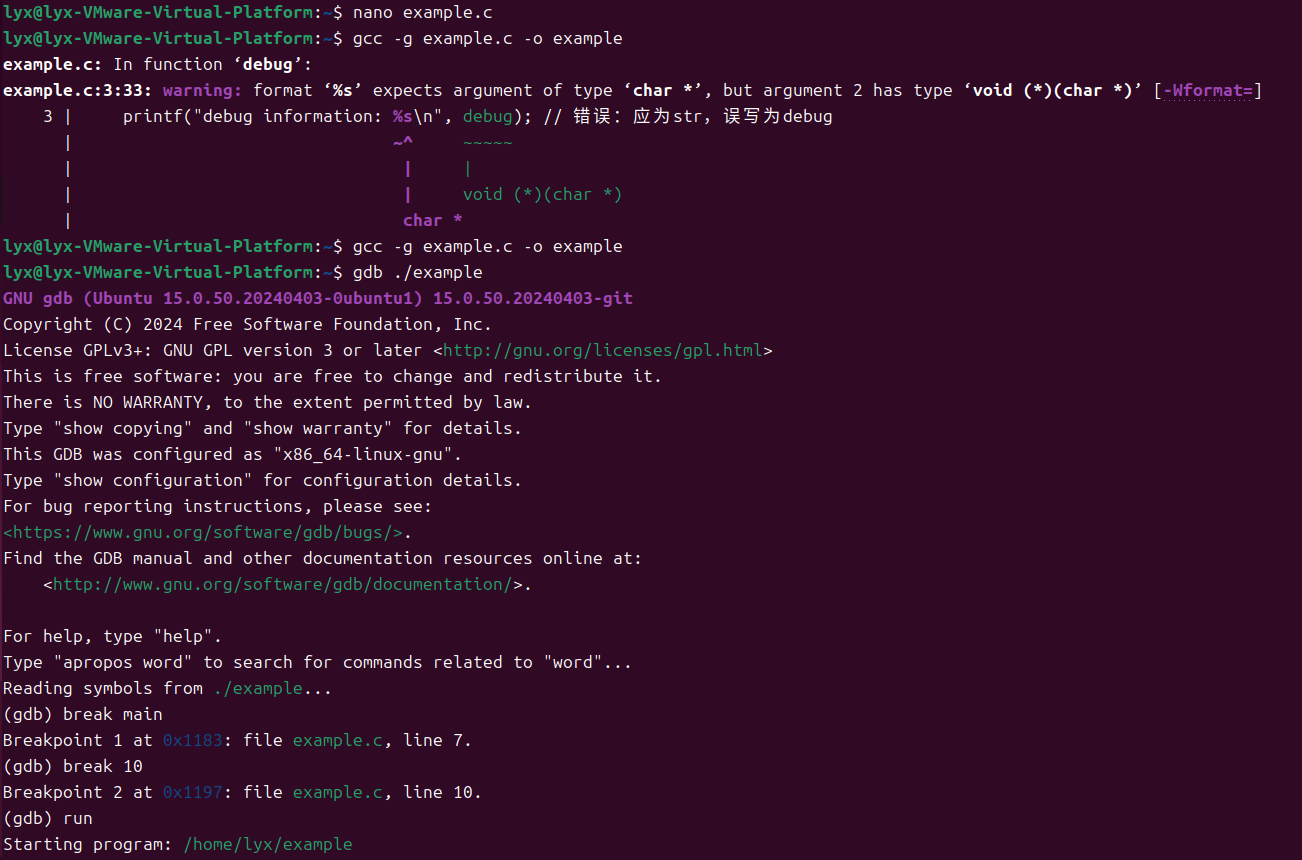 lyx@lyx-VMware-Virtual-Platform:~$ nano example.c
lyx@lyx-VMware-Virtual-Platform:~$ gcc -g example.c -o example
example.c: In function ‘debug’:
example.c:3:33: warning: format ‘%s’ expects argument of type ‘char *’, but argument 2 has type ‘void (*)(char *)’ [-Wformat=]
    3 |     printf("debug information: %s\n", debug); // 错误：应为str，误写为debug
      |                                ~^     ~~~~~
      |                                 |     |
      |                                 |     void (*)(char *)
      |                                 char *
lyx@lyx-VMware-Virtual-Platform:~$ gcc -g example.c -o example
lyx@lyx-VMware-Virtual-Platform:~$ gdb ./example
GNU gdb (Ubuntu 15.0.50.20240403-0ubuntu1) 15.0.50.20240403-git
Copyright (C) 2024 Free Software Foundation, Inc.
License GPLv3+: GNU GPL version 3 or later <http://gnu.org/licenses/gpl.html>
This is free software: you are free to change and redistribute it.
There is NO WARRANTY, to the extent permitted by law.
Type "show copying" and "show warranty" for details.
This GDB was configured as "x86_64-linux-gnu".
Type "show configuration" for configuration details.
For bug reporting instructions, please see:
<https://www.gnu.org/software/gdb/bugs/>.
Find the GDB manual and other documentation resources online at:
    <http://www.gnu.org/software/gdb/documentation/>.

For help, type "help".
Type "apropos word" to search for commands related to "word"...
Reading symbols from ./example...
(gdb) break main
Breakpoint 1 at 0x1183: file example.c, line 7.
(gdb) break 10
Breakpoint 2 at 0x1197: file example.c, line 10.
(gdb) run
Starting program: /home/lyx/example